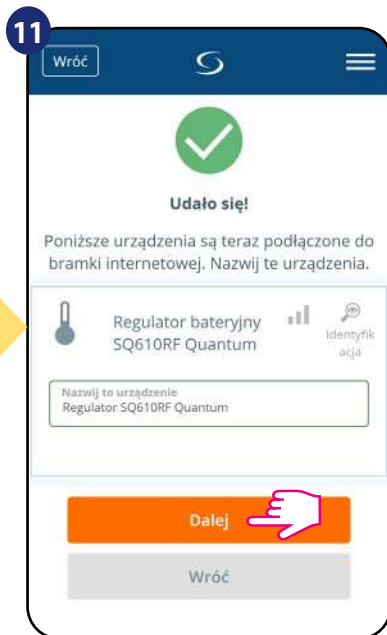 11
Wróć
Udało się!
Poniższe urządzenia są teraz podłączone do
bramki internetowej. Nazwij te urządzenia.
Regulator bateryjny
SQ610RF Quantum
Identyfik
acja
Nazwij to urządzenie
Regulator SQ610RF Quantum
Dalej
Wróć